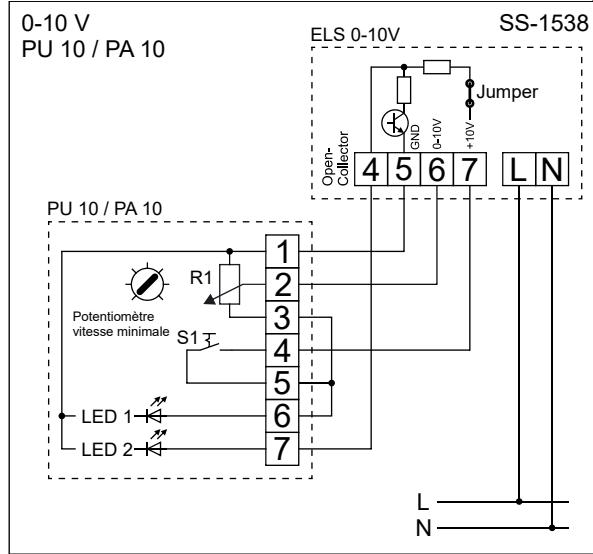 0-10 V
PU 10 / PA 10
SS-1538
ELS 0-10V
Jumper
Open-
Collector
GND
0-10V
+10V
4 5 6 7 L N
PU 10 / PA 10
1
R1
2
Potentiomètre
vitesse minimale
3
S1
4
5
LED 1
6
LED 2
7
L
N